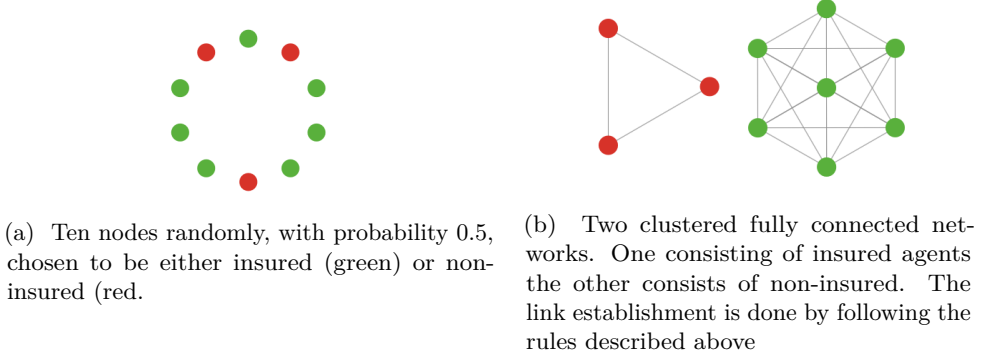 (a) Ten nodes randomly, with probability 0.5,
chosen to be either insured (green) or non-
insured (red.
(b) Two clustered fully connected net-
works. One consisting of insured agents
the other consists of non-insured. The
link establishment is done by following the
rules described above